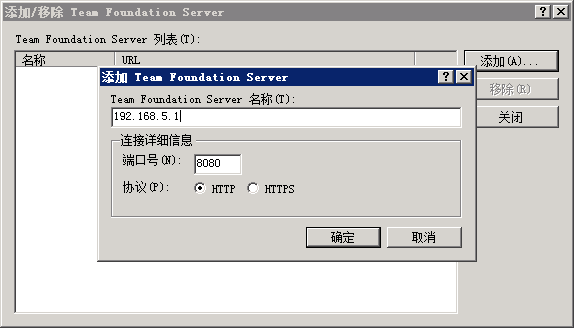 添加/移除 Team Foundation Server
Team Foundation Server 列表(T):
名称 URL
添加(A)...
移除(R)
关闭
添加 Team Foundation Server
Team Foundation Server 名称(T):
192.168.5.1
连接详细信息
端口号(N): 8080
协议(P): HTTP HTTPS
确定 取消